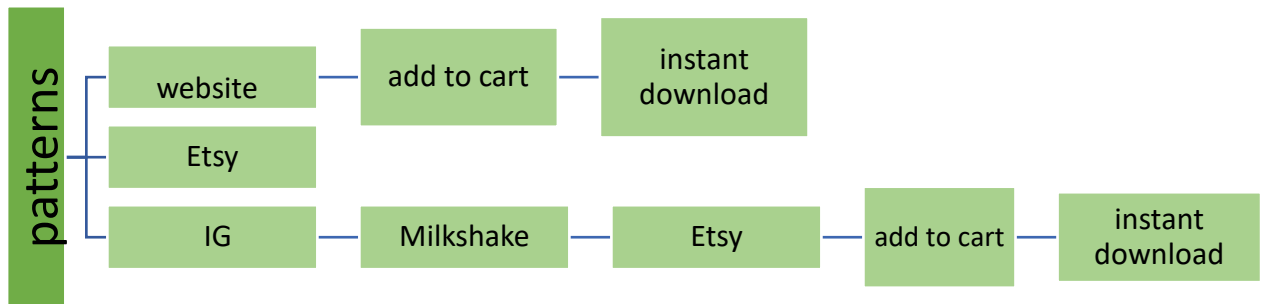 patterns
website
add to cart
instant
download
Etsy
IG
Milkshake
Etsy
add to cart
instant
download